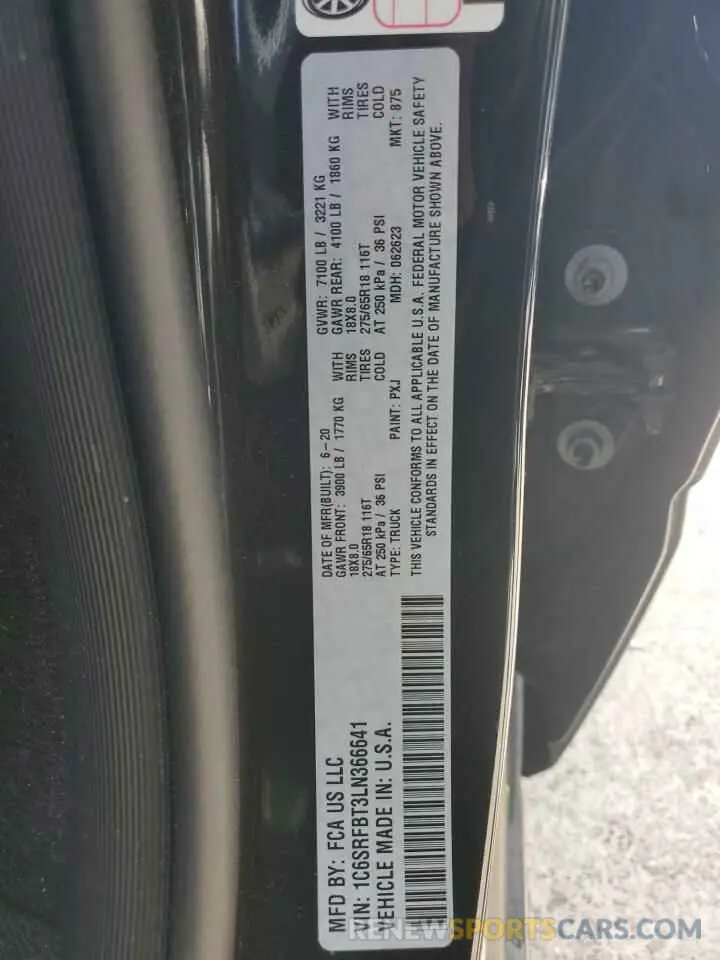 MFD BY: FCA US LLC
VIN: 1C6SRFBT3LN366641
VEHICLE MADE IN: U.S.A.
DATE OF MFR(BUILT): 6-20
GVWR: 7100 LB / 3221 KG
GAWR FRONT: 3900 LB / 1770 KG WITH
GAWR REAR: 4100 LB / 1860 KG WITH
18X8.0 RIMS
18X8.0 RIMS
275/65R18 116T TIRES
275/65R18 116T TIRES
AT 250 kPa / 36 PSI COLD
AT 250 kPa / 36 PSI COLD
TYPE: TRUCK PAINT: PXJ MDH: 062623 MKT: 875
THIS VEHICLE CONFORMS TO ALL APPLICABLE U.S.A. FEDERAL MOTOR VEHICLE SAFETY
STANDARDS IN EFFECT ON THE DATE OF MANUFACTURE SHOWN ABOVE.
RENEWSPORTSCARS.COM